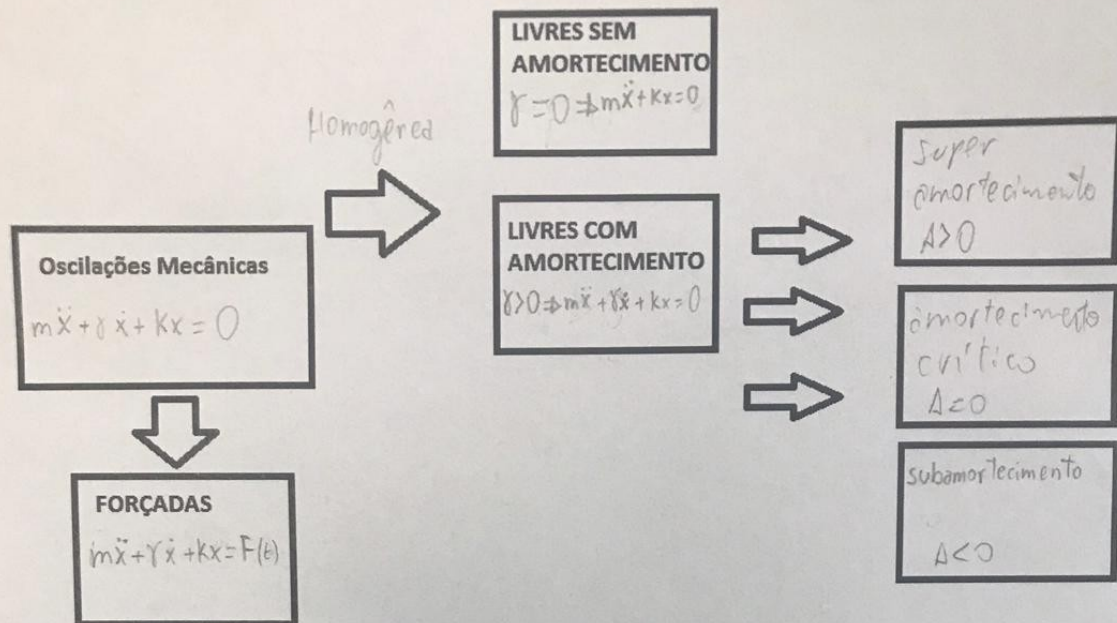 LIVRES SEM
AMORTECIMENTO
γ=0⇒mẍ+kx=0
Homogênea
LIVRES COM
AMORTECIMENTO
γ>0⇒mẍ+γẋ+kx=0
Oscilações Mecânicas
mẍ+γẋ+kx=0
FORÇADAS
mẍ+γẋ+kx=F(t)
super
amortecimento
Δ>0
amortecimento
crítico
Δ=0
subamortecimento
Δ<0